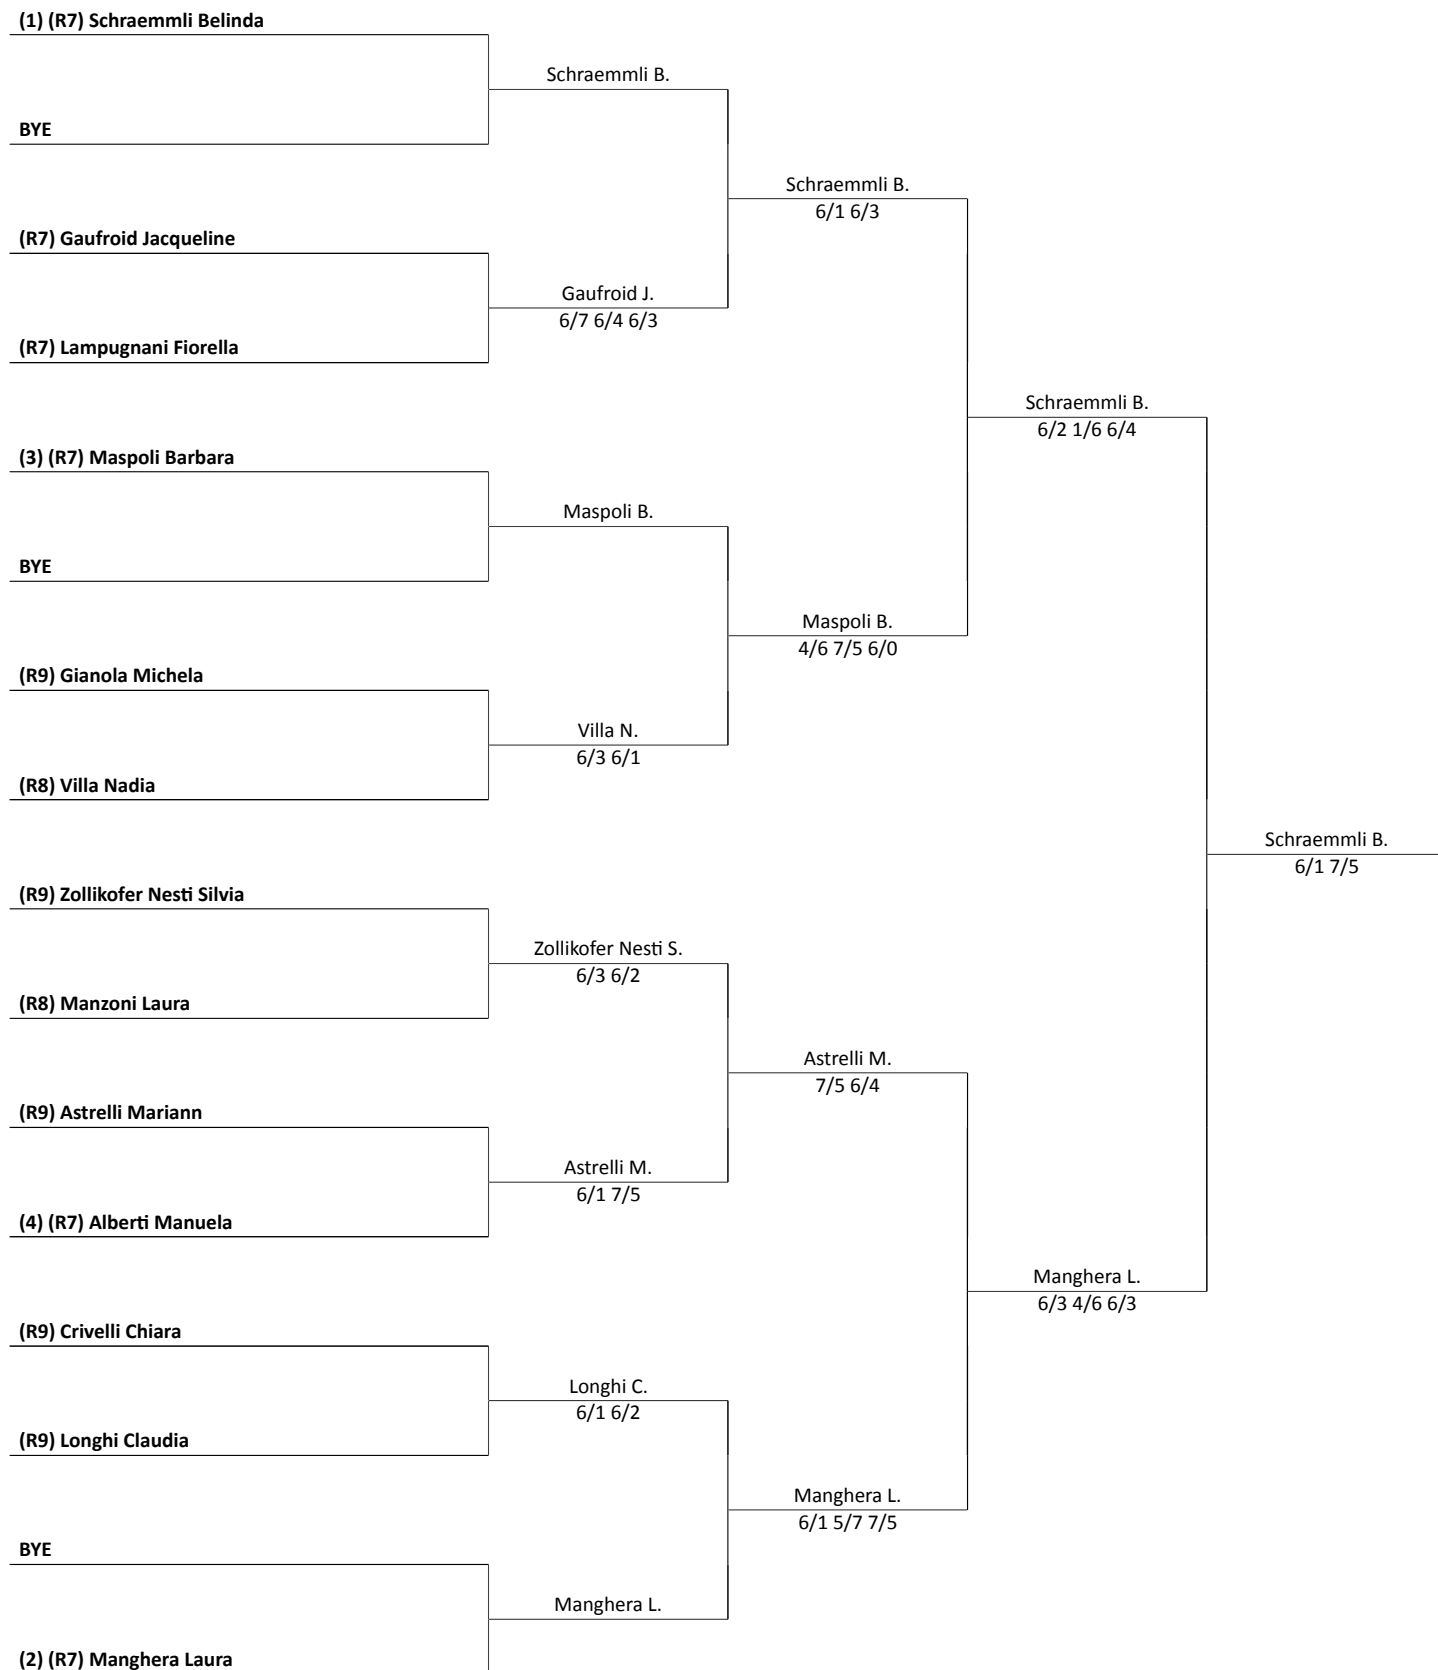 (1) (R7) Schraemmli Belinda
Schraemmli B.
BYE
Schraemmli B.
6/1 6/3
(R7) Gaufroid Jacqueline
Gaufroid J.
6/7 6/4 6/3
(R7) Lampugnani Fiorella
Schraemmli B.
6/2 1/6 6/4
(3) (R7) Maspoli Barbara
Maspoli B.
BYE
Maspoli B.
4/6 7/5 6/0
(R9) Gianola Michela
Villa N.
6/3 6/1
(R8) Villa Nadia
Schraemmli B.
6/1 7/5
(R9) Zollikofer Nesti Silvia
Zollikofer Nesti S.
6/3 6/2
(R8) Manzoni Laura
Astrelli M.
7/5 6/4
(R9) Astrelli Mariann
Astrelli M.
6/1 7/5
(4) (R7) Alberti Manuela
Manghera L.
6/3 4/6 6/3
(R9) Crivelli Chiara
Longhi C.
6/1 6/2
(R9) Longhi Claudia
Manghera L.
6/1 5/7 7/5
BYE
Manghera L.
(2) (R7) Manghera Laura